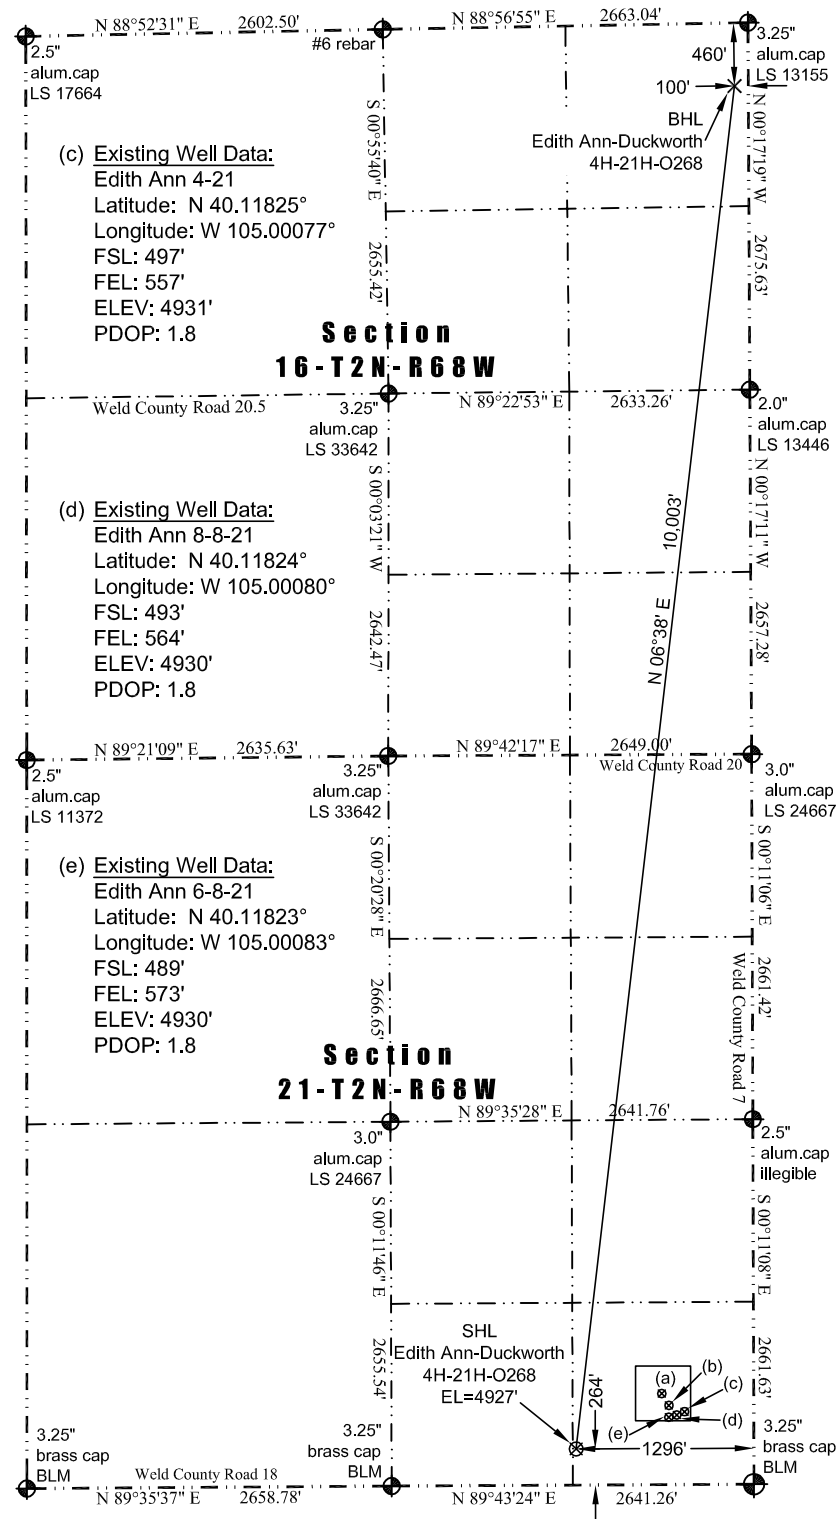 N 88°52'31" E 2602.50'
N 88°56'55" E 2663.04'
2.5"
alum.cap
LS 17664
#6 rebar
3.25"
alum.cap
LS 13155
460'
100'
BHL
Edith Ann-Duckworth
4H-21H-O268
S 00°55'40" E 2655.42'
N 00°17'19" W 2675.63'
(c) Existing Well Data:
Edith Ann 4-21
Latitude: N 40.11825°
Longitude: W 105.00077°
FSL: 497'
FEL: 557'
ELEV: 4931'
PDOP: 1.8
Section
16-T2N-R68W
Weld County Road 20.5
3.25"
alum.cap
LS 33642
N 89°22'53" E 2633.26'
2.0"
alum.cap
LS 13446
S 00°03'21" W 2642.47'
N 00°17'11" W 2657.28'
(d) Existing Well Data:
Edith Ann 8-8-21
Latitude: N 40.11824°
Longitude: W 105.00080°
FSL: 493'
FEL: 564'
ELEV: 4930'
PDOP: 1.8
N 06°38' E 10,003'
N 89°21'09" E 2635.63'
N 89°42'17" E 2649.00'
Weld County Road 20
2.5"
alum.cap
LS 11372
3.25"
alum.cap
LS 33642
3.0"
alum.cap
LS 24667
S 00°20'28" E 2666.65'
S 00°11'06" E 2661.42'
Weld County Road 7
(e) Existing Well Data:
Edith Ann 6-8-21
Latitude: N 40.11823°
Longitude: W 105.00083°
FSL: 489'
FEL: 573'
ELEV: 4930'
PDOP: 1.8
Section
21-T2N-R68W
N 89°35'28" E 2641.76'
3.0"
alum.cap
LS 24667
2.5"
alum.cap
illegible
S 00°11'46" E 2655.54'
S 00°11'08" E 2661.63'
SHL
Edith Ann-Duckworth
4H-21H-O268
EL=4927'
264'
(a)
(b)
(c)
(d)
(e)
1296'
3.25"
brass cap
BLM
3.25"
brass cap
BLM
3.25"
brass cap
BLM
Weld County Road 18
N 89°35'37" E 2658.78'
N 89°43'24" E 2641.26'